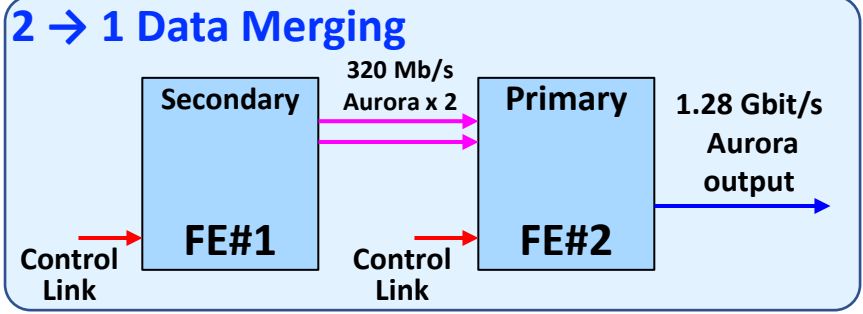 2 → 1 Data Merging
320 Mb/s
Aurora x 2
Secondary
Primary
1.28 Gbit/s
Aurora
output
FE#1
FE#2
Control
Link
Control
Link